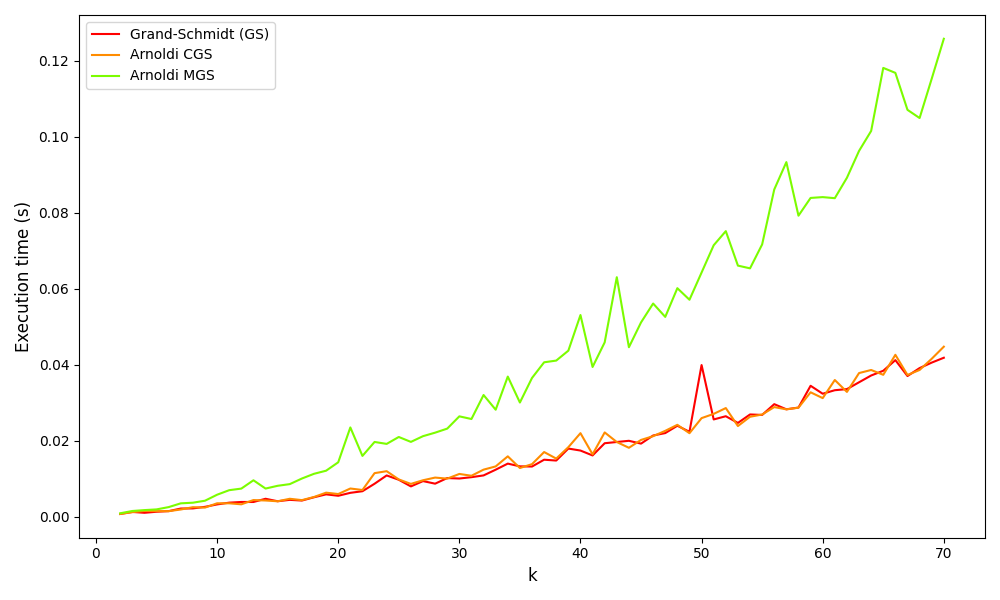 Grand-Schmidt (GS)
Arnoldi CGS
Arnoldi MGS
Execution time (s)
0.12
0.10
0.08
0.06
0.04
0.02
0.00
0 10 20 30 40 50 60 70
k